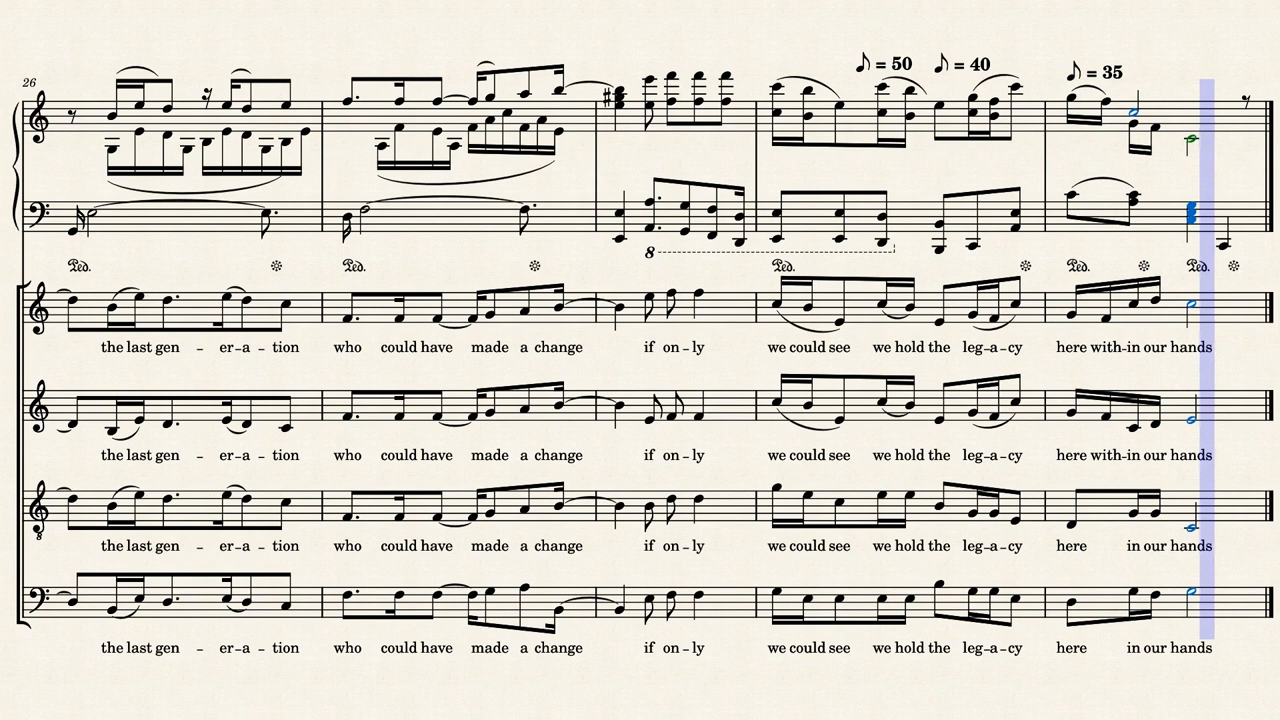 ♪ = 50 ♪ = 40 ♪ = 35
26
8
Ped. Ped. Ped. Ped. Ped.
the last gen – er – a – tion who could have made a change if on – ly we could see we hold the leg – a – cy here with – in our hands
the last gen – er – a – tion who could have made a change if on – ly we could see we hold the leg – a – cy here with – in our hands
8
the last gen – er – a – tion who could have made a change if on – ly we could see we hold the leg – a – cy here in our hands
the last gen – er – a – tion who could have made a change if on – ly we could see we hold the leg – a – cy here in our hands